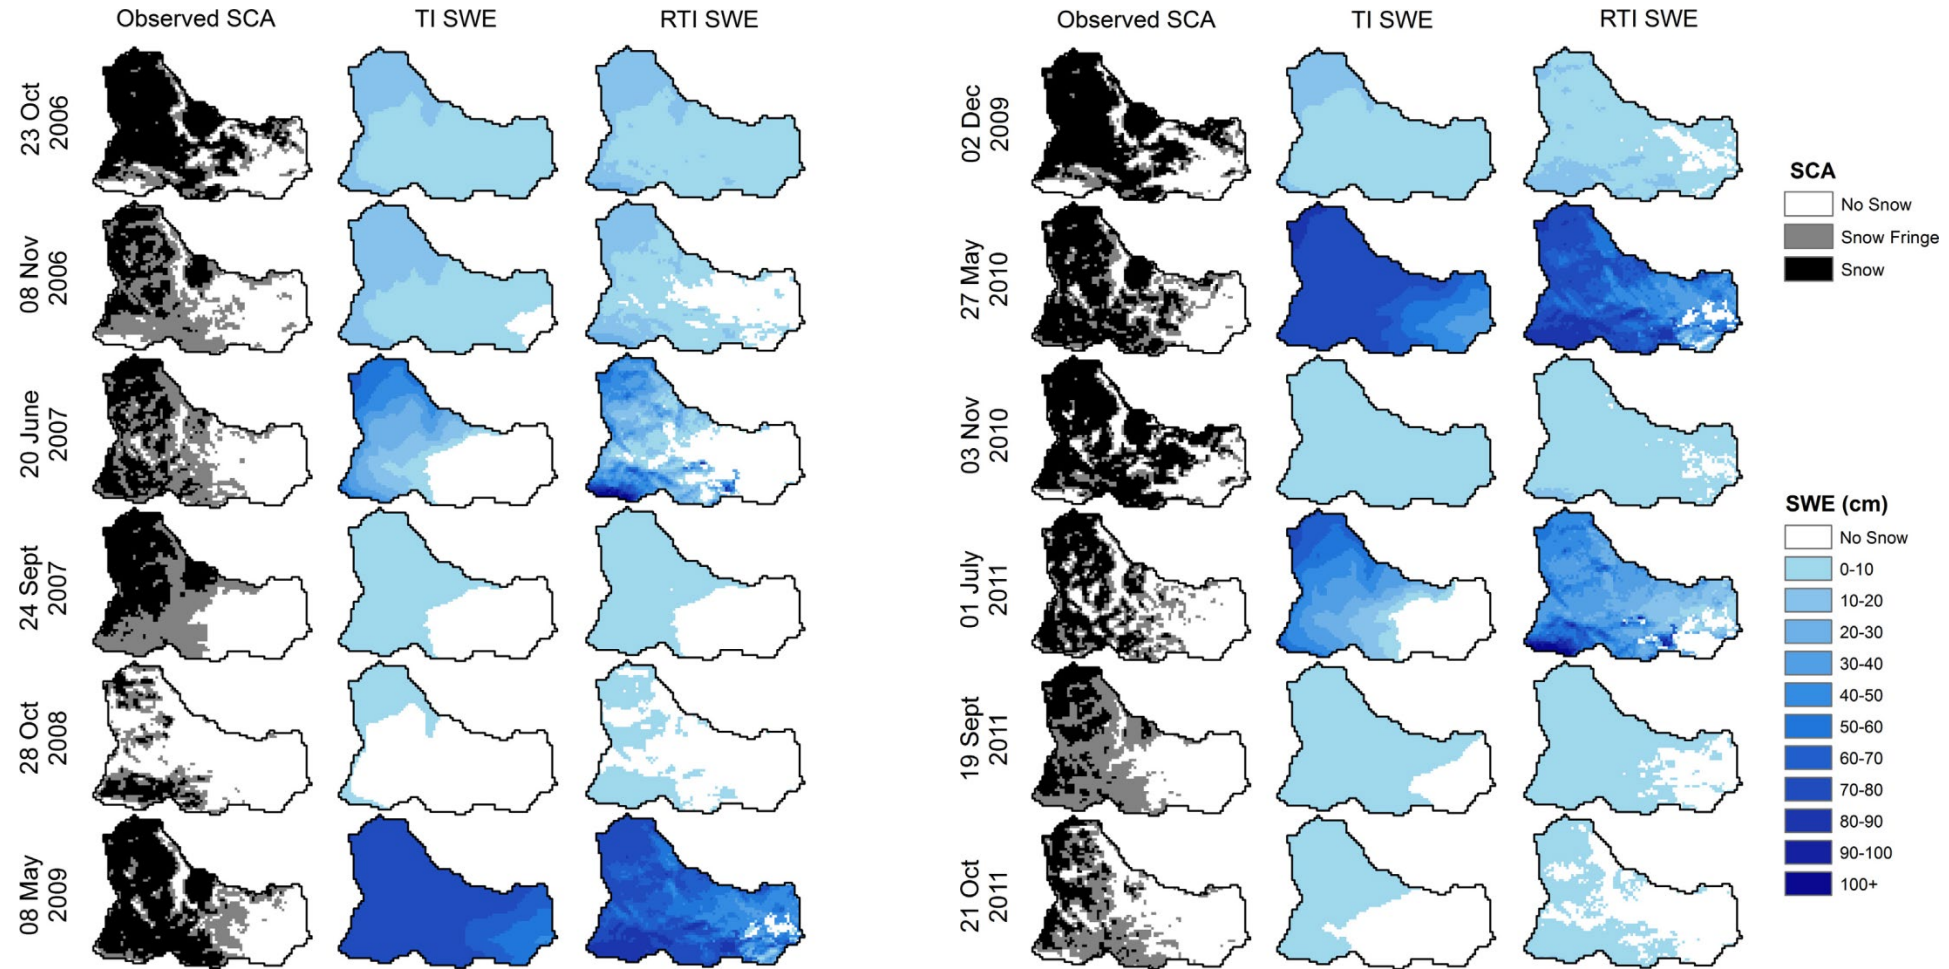 Observed SCA TI SWE RTI SWE
23 Oct
2006
08 Nov
2006
20 June
2007
24 Sept
2007
28 Oct
2008
08 May
2009
Observed SCA TI SWE RTI SWE
02 Dec
2009
27 May
2010
03 Nov
2010
01 July
2011
19 Sept
2011
21 Oct
2011
SCA
No Snow
Snow Fringe
Snow
SWE (cm)
No Snow
0-10
10-20
20-30
30-40
40-50
50-60
60-70
70-80
80-90
90-100
100+